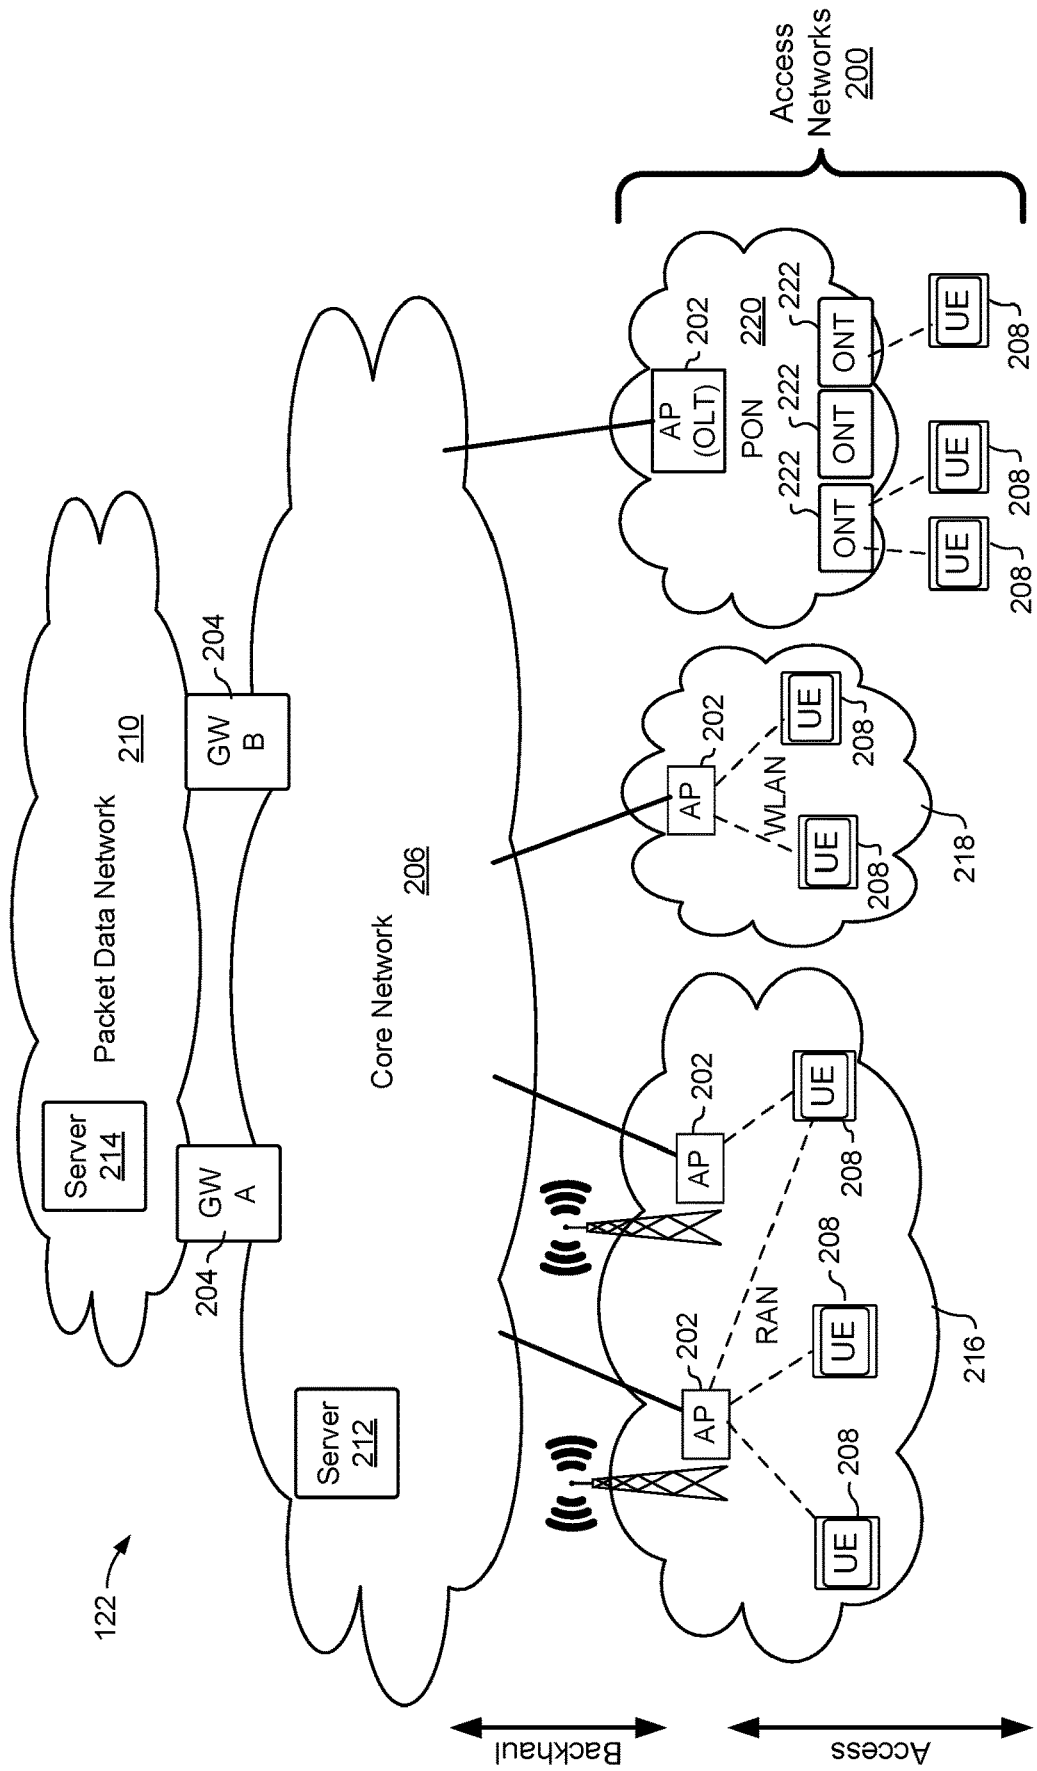 122
Packet Data Network
210
Server
214
GW
A
204
GW
B
204
Server
212
Core Network
206
Backhaul
Access
AP
202
AP
202
RAN
UE
208
UE
208
UE
208
216
AP
202
WLAN
UE
208
UE
208
218
AP
(OLT)
202
PON
220
222
ONT
222
ONT
222
ONT
UE
208
UE
208
UE
208
Access
Networks
200